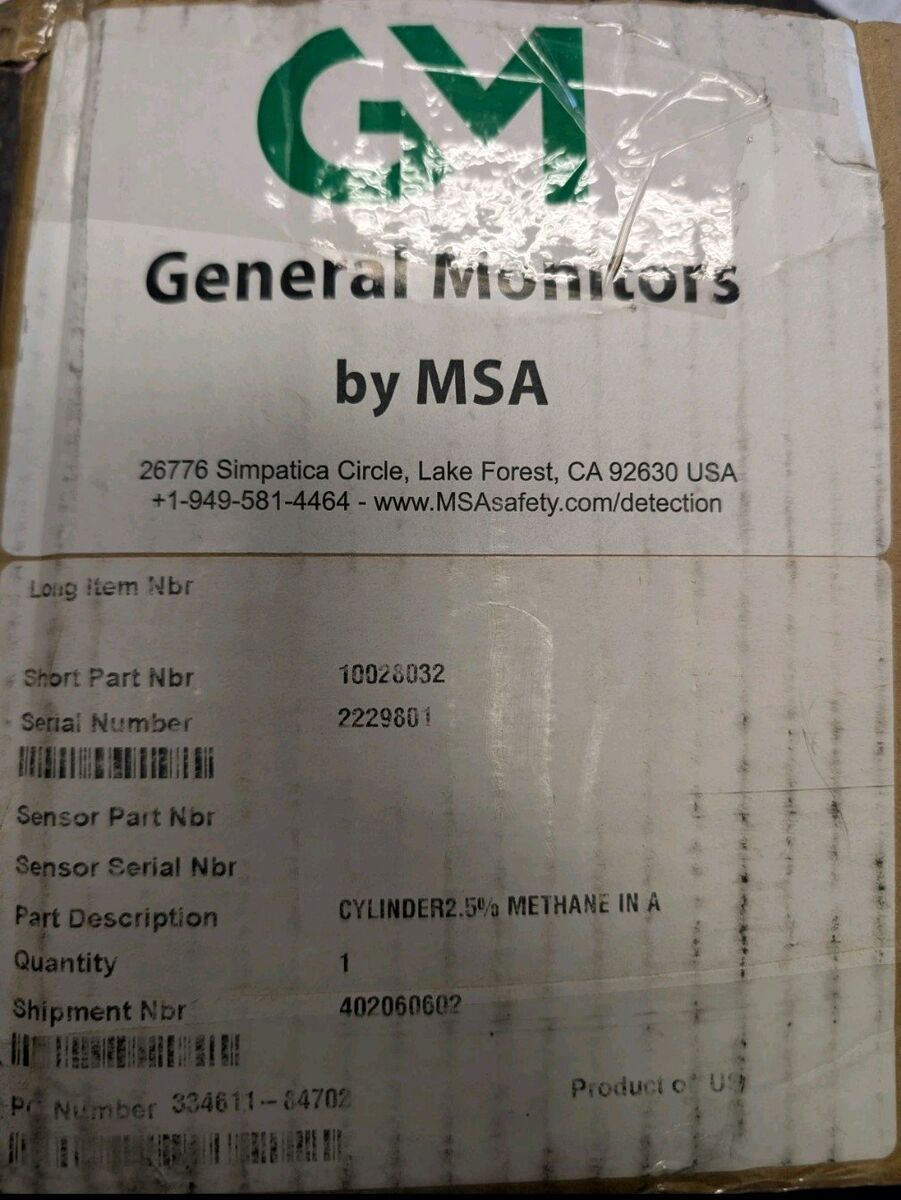 GM
General Monitors
by MSA
26776 Simpatica Circle, Lake Forest, CA 92630 USA
+1-949-581-4464 - www.MSAsafety.com/detection
Long Item Nbr
Short Part Nbr 10028032
Serial Number 2229801
Sensor Part Nbr
Sensor Serial Nbr
Part Description CYLINDER2.5% METHANE IN A
Quantity 1
Shipment Nbr 402060602
Number 334611-84702
Product of US